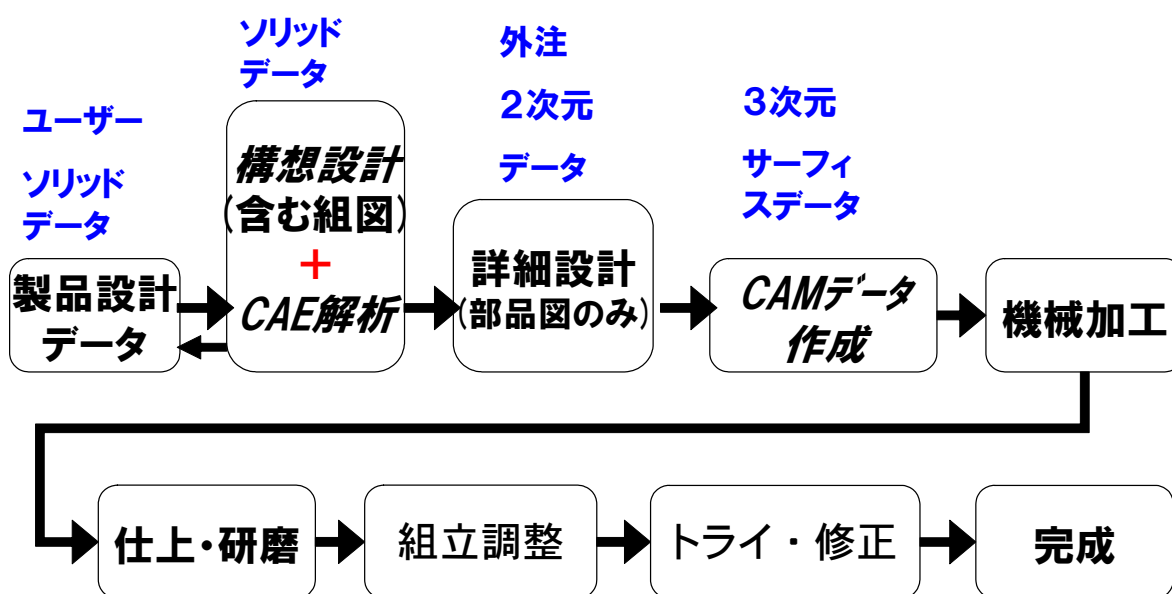 ユーザー
ソリッド
データ
製品設計
データ
ソリッド
データ
構想設計
(含む組図)
+
CAE解析
外注
2次元
データ
詳細設計
(部品図のみ)
3次元
サーフィ
スデータ
CAMデータ
作成
機械加工
仕上・研磨
組立調整
トライ・修正
完成